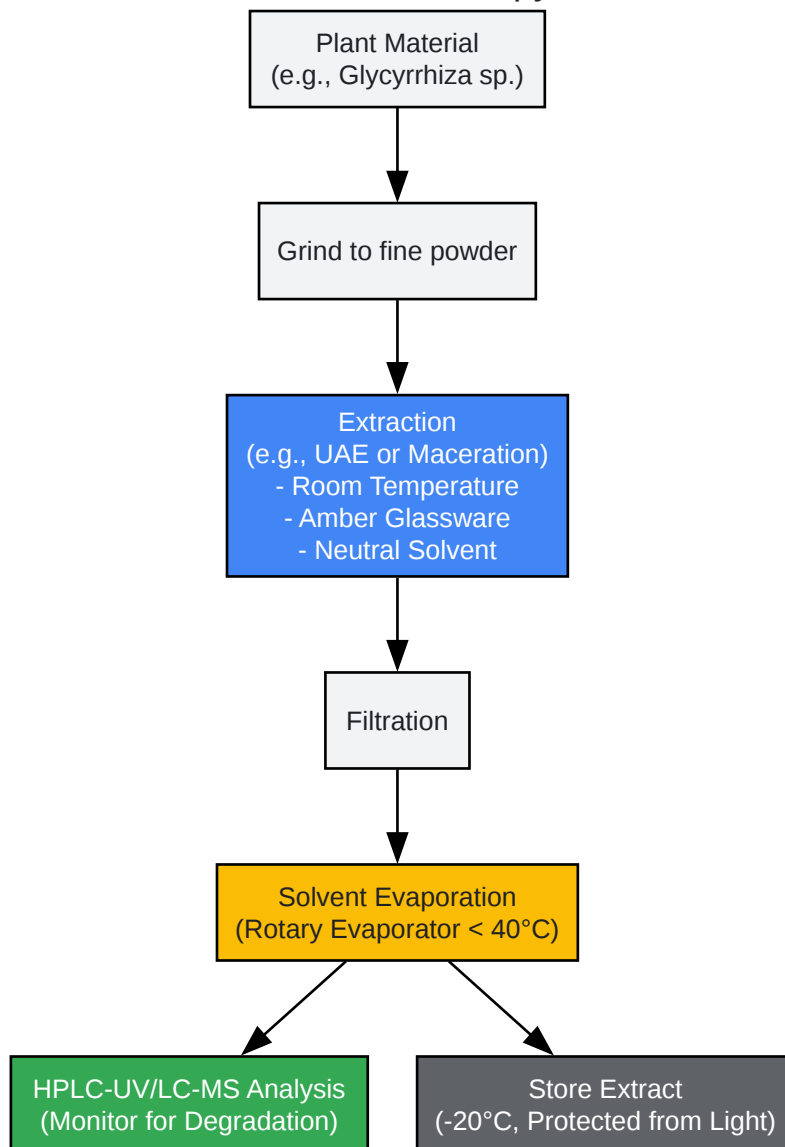 Plant Material
(e.g., Glycyrrhiza sp.)
Grind to fine powder
Extraction
(e.g., UAE or Maceration)
- Room Temperature
- Amber Glassware
- Neutral Solvent
Filtration
Solvent Evaporation
(Rotary Evaporator < 40°C)
HPLC-UV/LC-MS Analysis
(Monitor for Degradation)
Store Extract
(-20°C, Protected from Light)